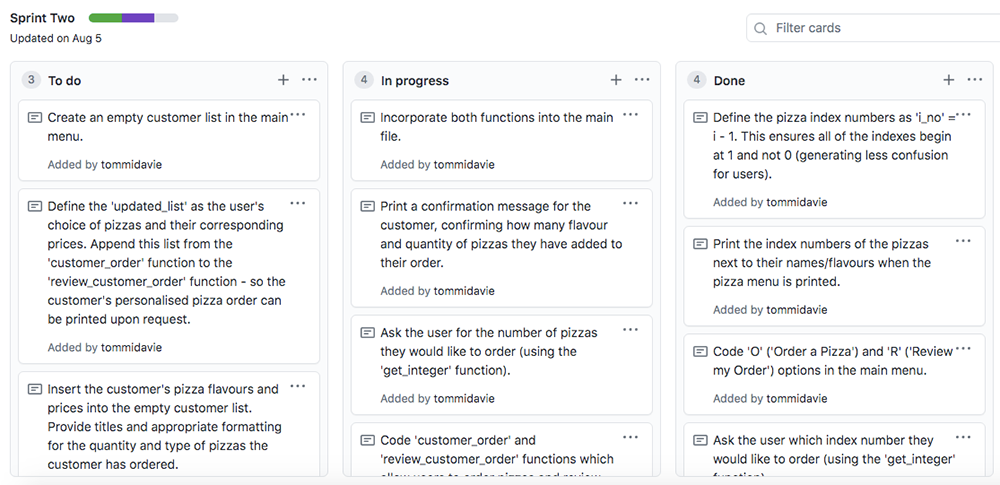 Sprint Two
Updated on Aug 5
Filter cards
3 To do
Create an empty customer list in the main
menu.
Added by tommidavie
Define the 'updated_list' as the user's
choice of pizzas and their corresponding
prices. Append this list from the
'customer_order' function to the
'review_customer_order' function - so the
customer's personalised pizza order can
be printed upon request.
Added by tommidavie
Insert the customer's pizza flavours and
prices into the empty customer list.
Provide titles and appropriate formatting
for the quantity and type of pizzas the
customer has ordered.
4 In progress
Incorporate both functions into the main
file.
Added by tommidavie
Print a confirmation message for the
customer, confirming how many flavour
and quantity of pizzas they have added to
their order.
Added by tommidavie
Ask the user for the number of pizzas
they would like to order (using the
'get_integer' function).
Added by tommidavie
Code 'customer_order' and
'review_customer_order' functions which
allow users to order pizzas and review
4 Done
Define the pizza index numbers as 'i_no' =
i - 1. This ensures all of the indexes begin
at 1 and not 0 (generating less confusion
for users).
Added by tommidavie
Print the index numbers of the pizzas
next to their names/flavours when the
pizza menu is printed.
Added by tommidavie
Code 'O' ('Order a Pizza') and 'R' ('Review
my Order') options in the main menu.
Added by tommidavie
Ask the user which index number they
would like to order (using the 'get_integer'
function).